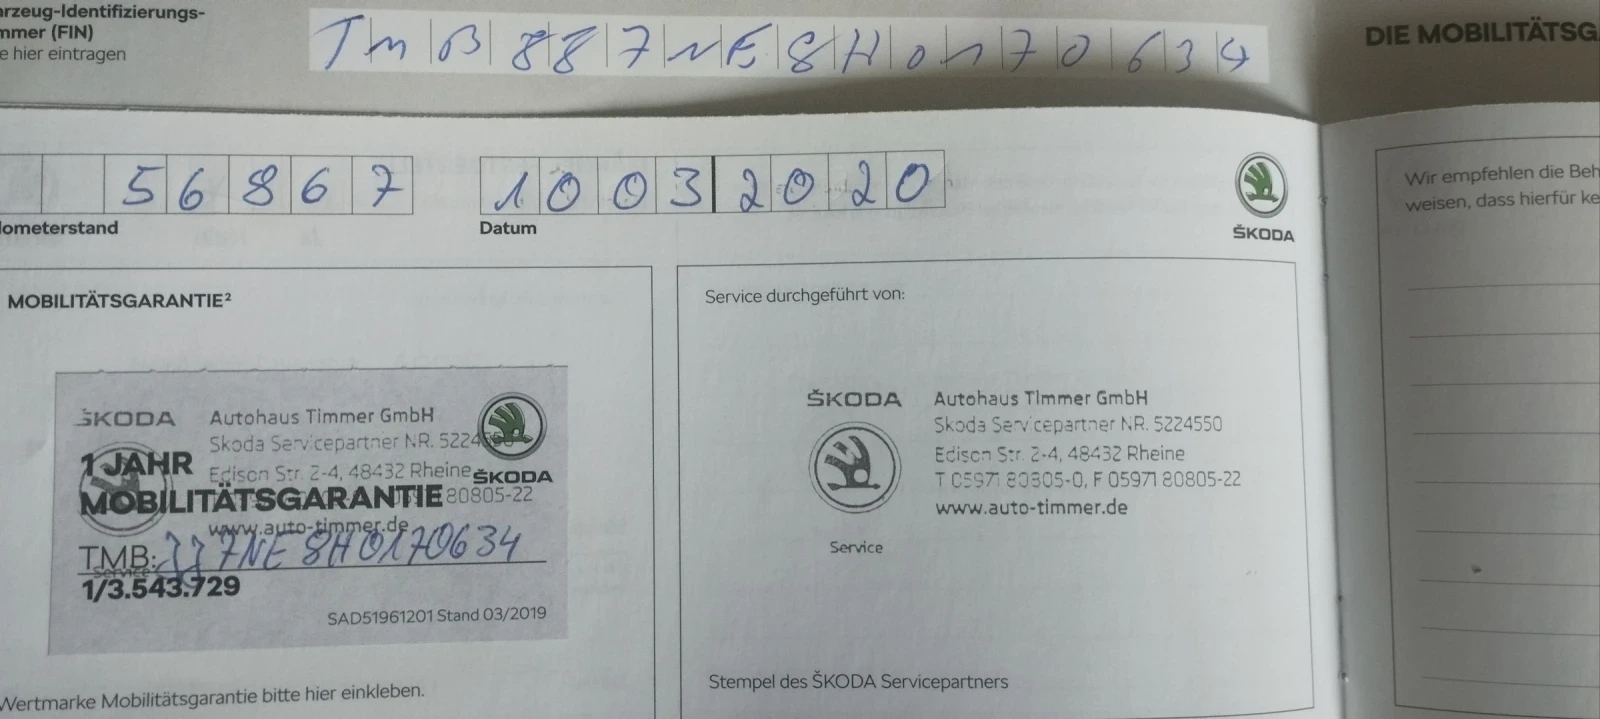 rzeug-Identifizierungs-
mmer (FIN)
e hier eintragen
TMB887NE8H0170634
DIE MOBILITÄTSG
56867
ometerstand
10032020
Datum
ŠKODA
Wir empfehlen die Beh
weisen, dass hierfür ke
MOBILITÄTSGARANTIE²
ŠKODA
Autohaus Timmer GmbH
Skoda Servicepartner NR. 5224550
Edison Str. 2-4, 48432 Rheine
80805-22
www.auto-timmer.de
Service
ŠKODA
1 JAHR
MOBILITÄTSGARANTIE
TMB: JJ7NE8H0170634
1/3.543.729
SAD51961201 Stand 03/2019
Wertmarke Mobilitätsgarantie bitte hier einkleben.
Service durchgeführt von:
ŠKODA
Service
Autohaus Timmer GmbH
Skoda Servicepartner NR. 5224550
Edison Str. 2-4, 48432 Rheine
T 05971 80805-0, F 05971 80805-22
www.auto-timmer.de
Stempel des ŠKODA Servicepartners